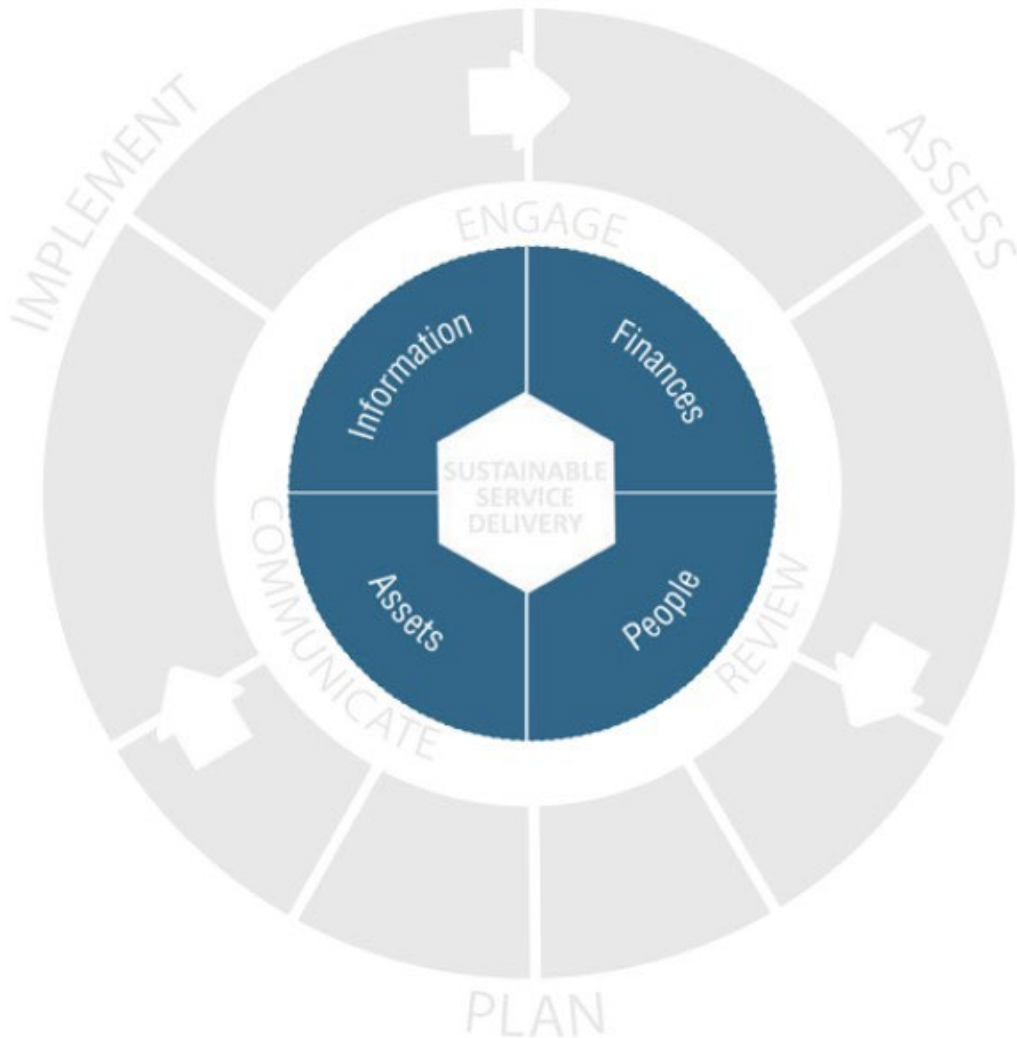 IMPLEMENT
ASSESS
ENGAGE
Information
Finances
SUSTAINABLE
SERVICE
DELIVERY
COMMUNICATE
Assets
People
REVIEW
PLAN